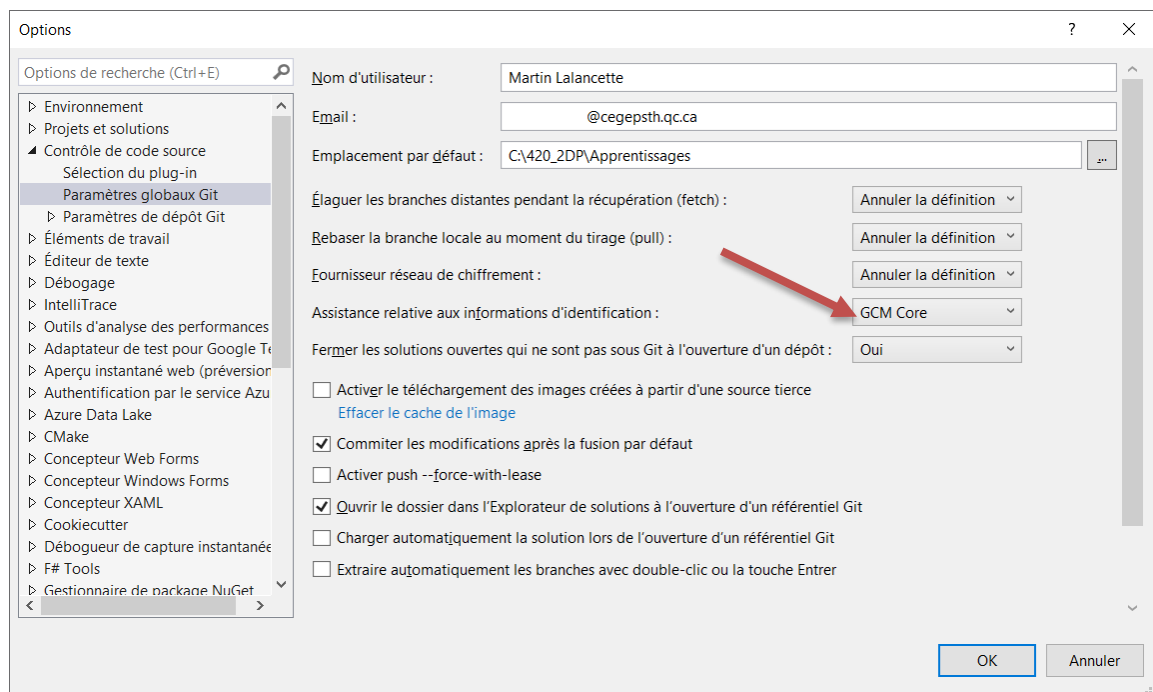 Options
?
Options de recherche (Ctrl+E)
Environnement
Projets et solutions
Contrôle de code source
Sélection du plug-in
Paramètres globaux Git
Paramètres de dépôt Git
Éléments de travail
Éditeur de texte
Débogage
IntelliTrace
Outils d'analyse des performances
Adaptateur de test pour Google Te
Aperçu instantané web (préversion
Authentification par le service Azu
Azure Data Lake
CMake
Concepteur Web Forms
Concepteur Windows Forms
Concepteur XAML
Cookiecutter
Débogueur de capture instantanée
F# Tools
Gestionnaire de package NuGet
Nom d'utilisateur : Martin Lalancette
Email : @cegepsth.qc.ca
Emplacement par défaut : C:\420_2DP\Apprentissages ...
Élaguer les branches distantes pendant la récupération (fetch) : Annuler la définition
Rebaser la branche locale au moment du tirage (pull) : Annuler la définition
Fournisseur réseau de chiffrement : Annuler la définition
Assistance relative aux informations d'identification : GCM Core
Fermer les solutions ouvertes qui ne sont pas sous Git à l'ouverture d'un dépôt : Oui
Activer le téléchargement des images créées à partir d'une source tierce
Effacer le cache de l'image
Commiter les modifications après la fusion par défaut
Activer push --force-with-lease
Ouvrir le dossier dans l'Explorateur de solutions à l'ouverture d'un référentiel Git
Charger automatiquement la solution lors de l'ouverture d'un référentiel Git
Extraire automatiquement les branches avec double-clic ou la touche Entrer
OK Annuler